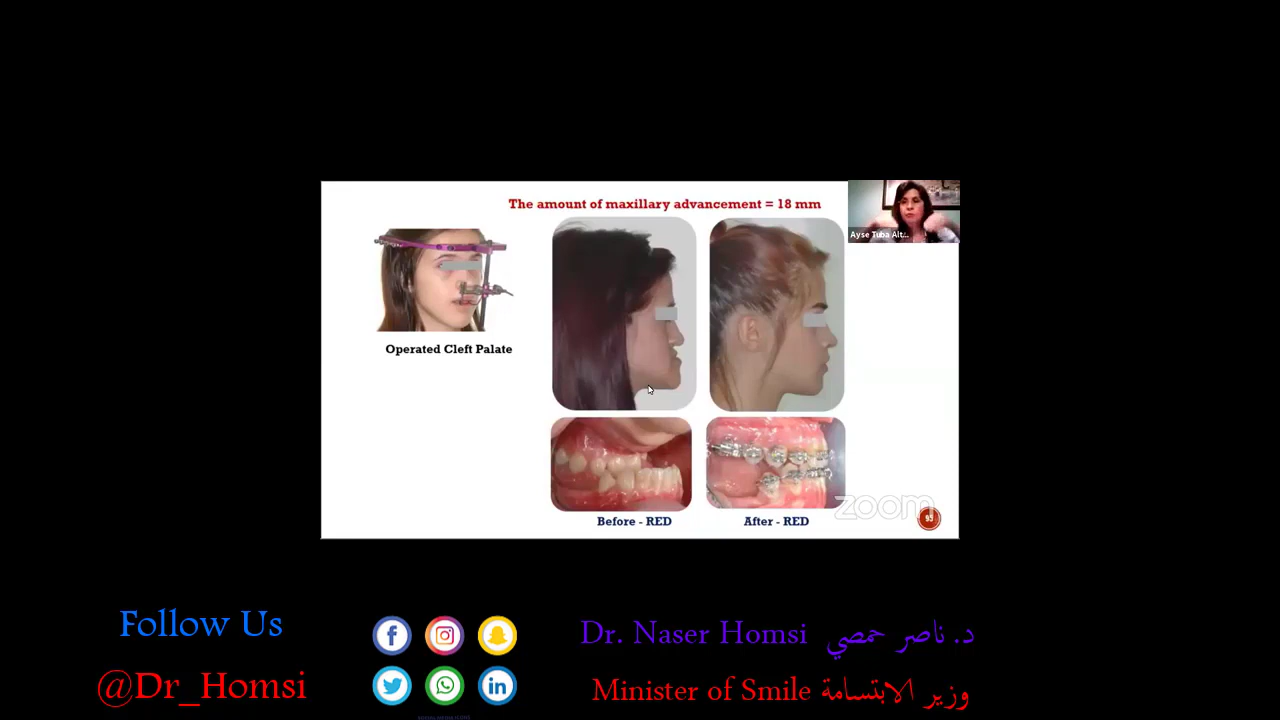 The amount of maxillary advancement = 18 mm
Ayse Tuba Alt...
Operated Cleft Palate
Before - RED
After - RED
zoom
95
Follow Us
@Dr_Homsi
Dr. Naser Homsi د. ناصر حمصي
Minister of Smile وزير الابتسامة